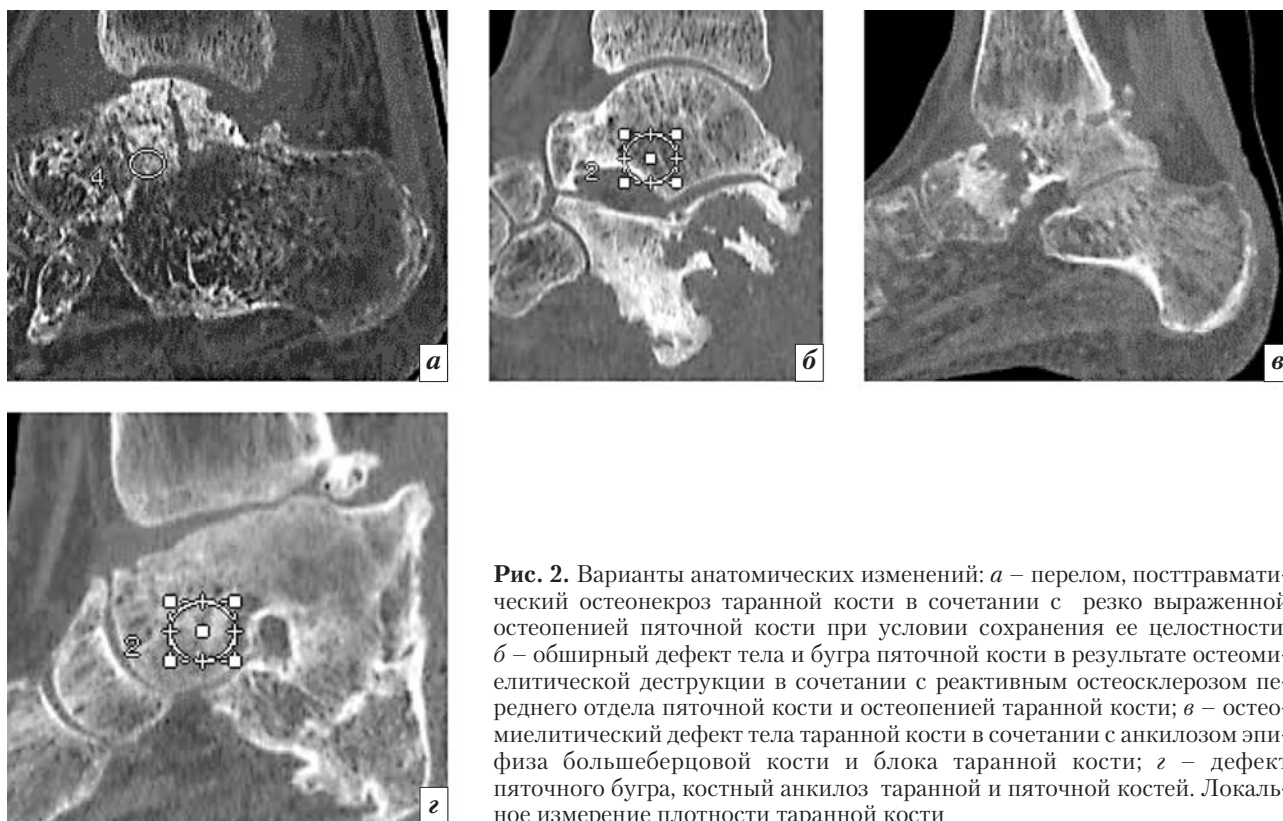 4
а
2
б
в
2
г
Рис. 2. Варианты анатомических изменений: а – перелом, посттравмати-
ческий остеонекроз таранной кости в сочетании с резко выраженной
остеопенией пяточной кости при условии сохранения ее целостности
б – обширный дефект тела и бугра пяточной кости в результате остеоми-
елитической деструкции в сочетании с реактивным остеосклерозом пе-
реднего отдела пяточной кости и остеопенией таранной кости; в – остео-
миелитический дефект тела таранной кости в сочетании с анкилозом эпи-
физа большеберцовой кости и блока таранной кости; г – дефект
пяточного бугра, костный анкилоз таранной и пяточной костей. Локаль-
ное измерение плотности таранной кости